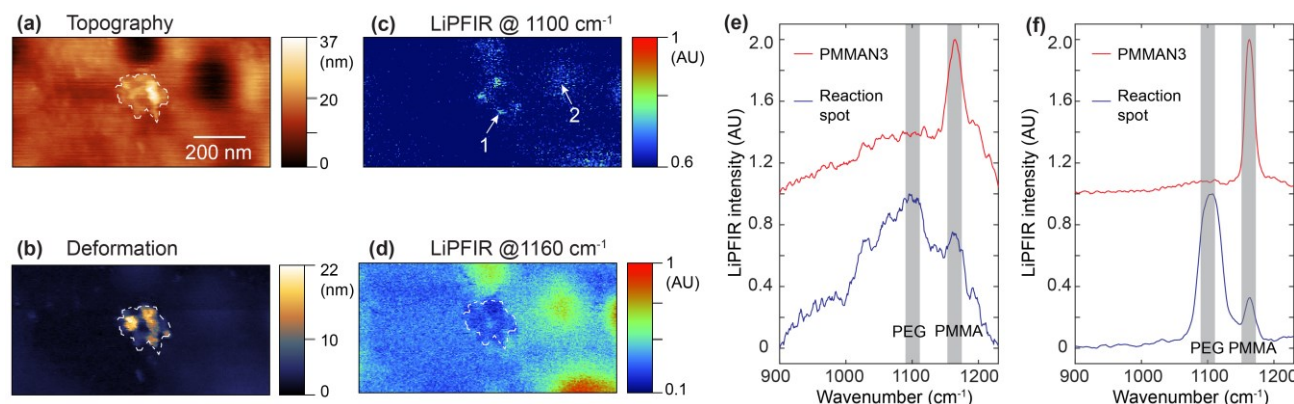 (a) Topography
37
(nm)
20
0
200 nm
(b) Deformation
22
(nm)
10
0
(c) LiPFIR @ 1100 cm⁻¹
1
(AU)
0.6
1
2
(d) LiPFIR @1160 cm⁻¹
1
(AU)
0.1
(e)
2.0
1.6
1.2
0.8
0.4
0
LiPFIR intensity (AU)
PMMAN3
Reaction
spot
PEG PMMA
900 1000 1100 1200
Wavenumber (cm⁻¹)
(f)
2.0
1.6
1.2
0.8
0.4
0
LiPFIR intensity (AU)
PMMAN3
Reaction
spot
PEG PMMA
900 1000 1100 1200
Wavenumber (cm⁻¹)